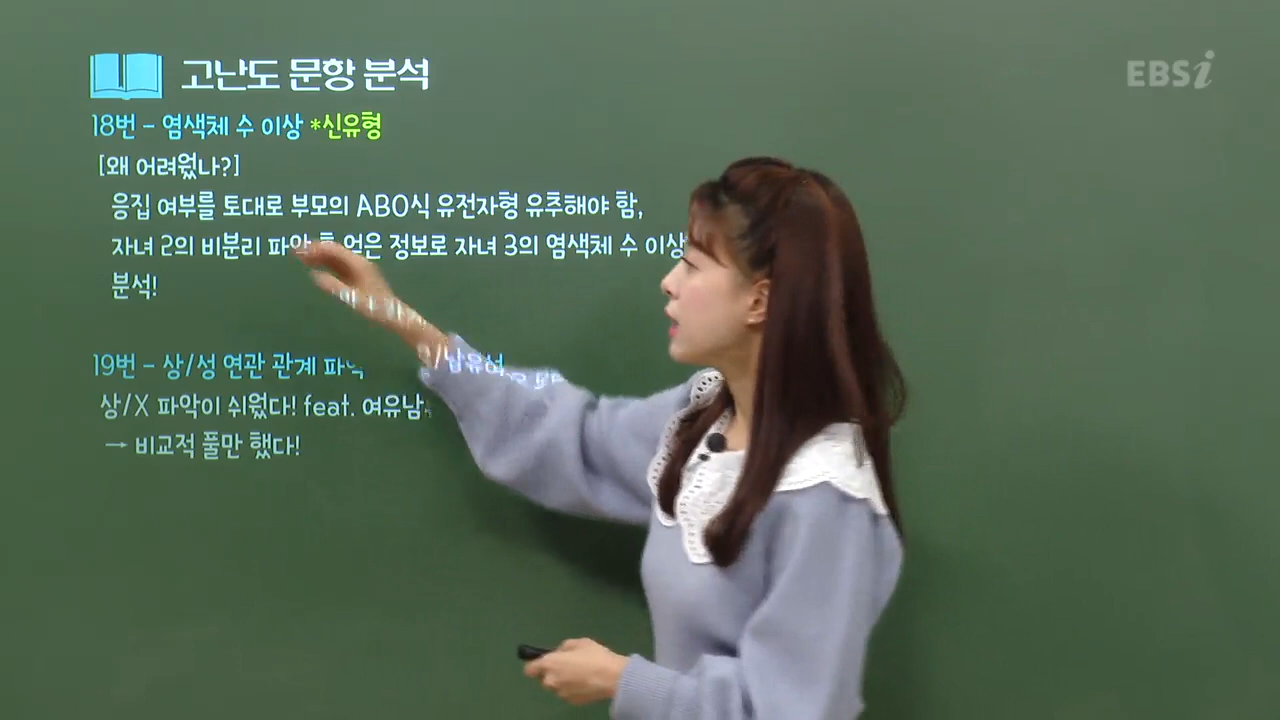 고난도 문항 분석
EBSi
18번 - 염색체 수 이상 *신유형
[왜 어려웠나?]
응집 여부를 토대로 부모의 ABO식 유전자형 유추해야 함,
자녀 2의 비분리 파악 후 얻은 정보로 자녀 3의 염색체 수 이상
분석!
19번 - 상/성 연관 관계 파악
상/X 파악이 쉬웠다! feat. 여유남
→ 비교적 풀만 했다!